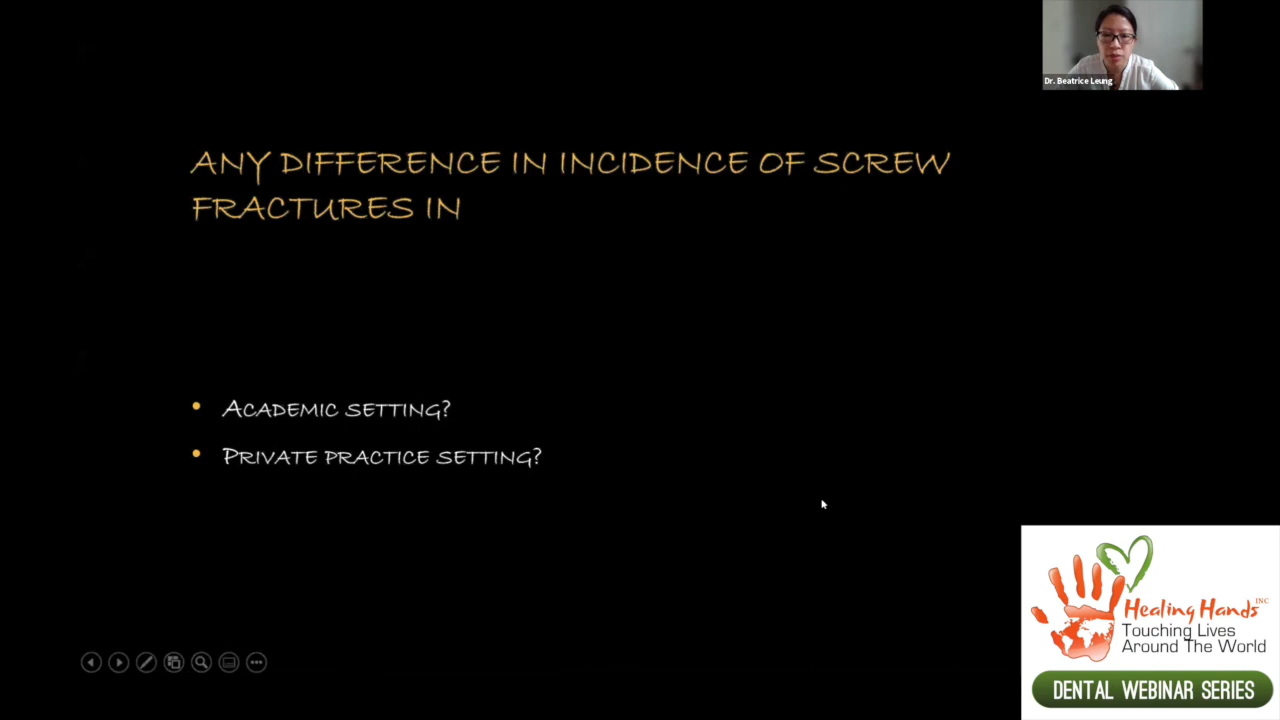 Dr. Beatrice Leung
ANY DIFFERENCE IN INCIDENCE OF SCREW
FRACTURES IN
• ACADEMIC SETTING?
• PRIVATE PRACTICE SETTING?
Healing Hands INC
Touching Lives
Around The World
DENTAL WEBINAR SERIES